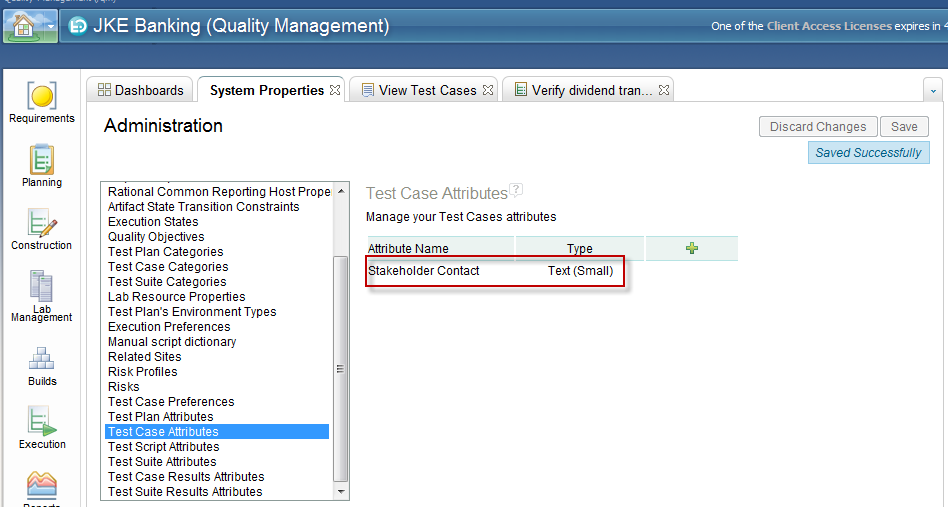 JKE Banking (Quality Management)
One of the Client Access Licenses expires in
Requirements
Planning
Construction
Lab
Management
Builds
Execution
Dashboards
System Properties
View Test Cases
Verify dividend tran...
Administration
Discard Changes
Save
Saved Successfully
Rational Common Reporting Host Prope
Artifact State Transition Constraints
Execution States
Quality Objectives
Test Plan Categories
Test Case Categories
Test Suite Categories
Lab Resource Properties
Test Plan's Environment Types
Execution Preferences
Manual script dictionary
Related Sites
Risk Profiles
Risks
Test Case Preferences
Test Plan Attributes
Test Case Attributes
Test Script Attributes
Test Suite Attributes
Test Case Results Attributes
Test Suite Results Attributes
Test Case Attributes ?
Manage your Test Cases attributes
Attribute Name Type
Stakeholder Contact Text (Small)